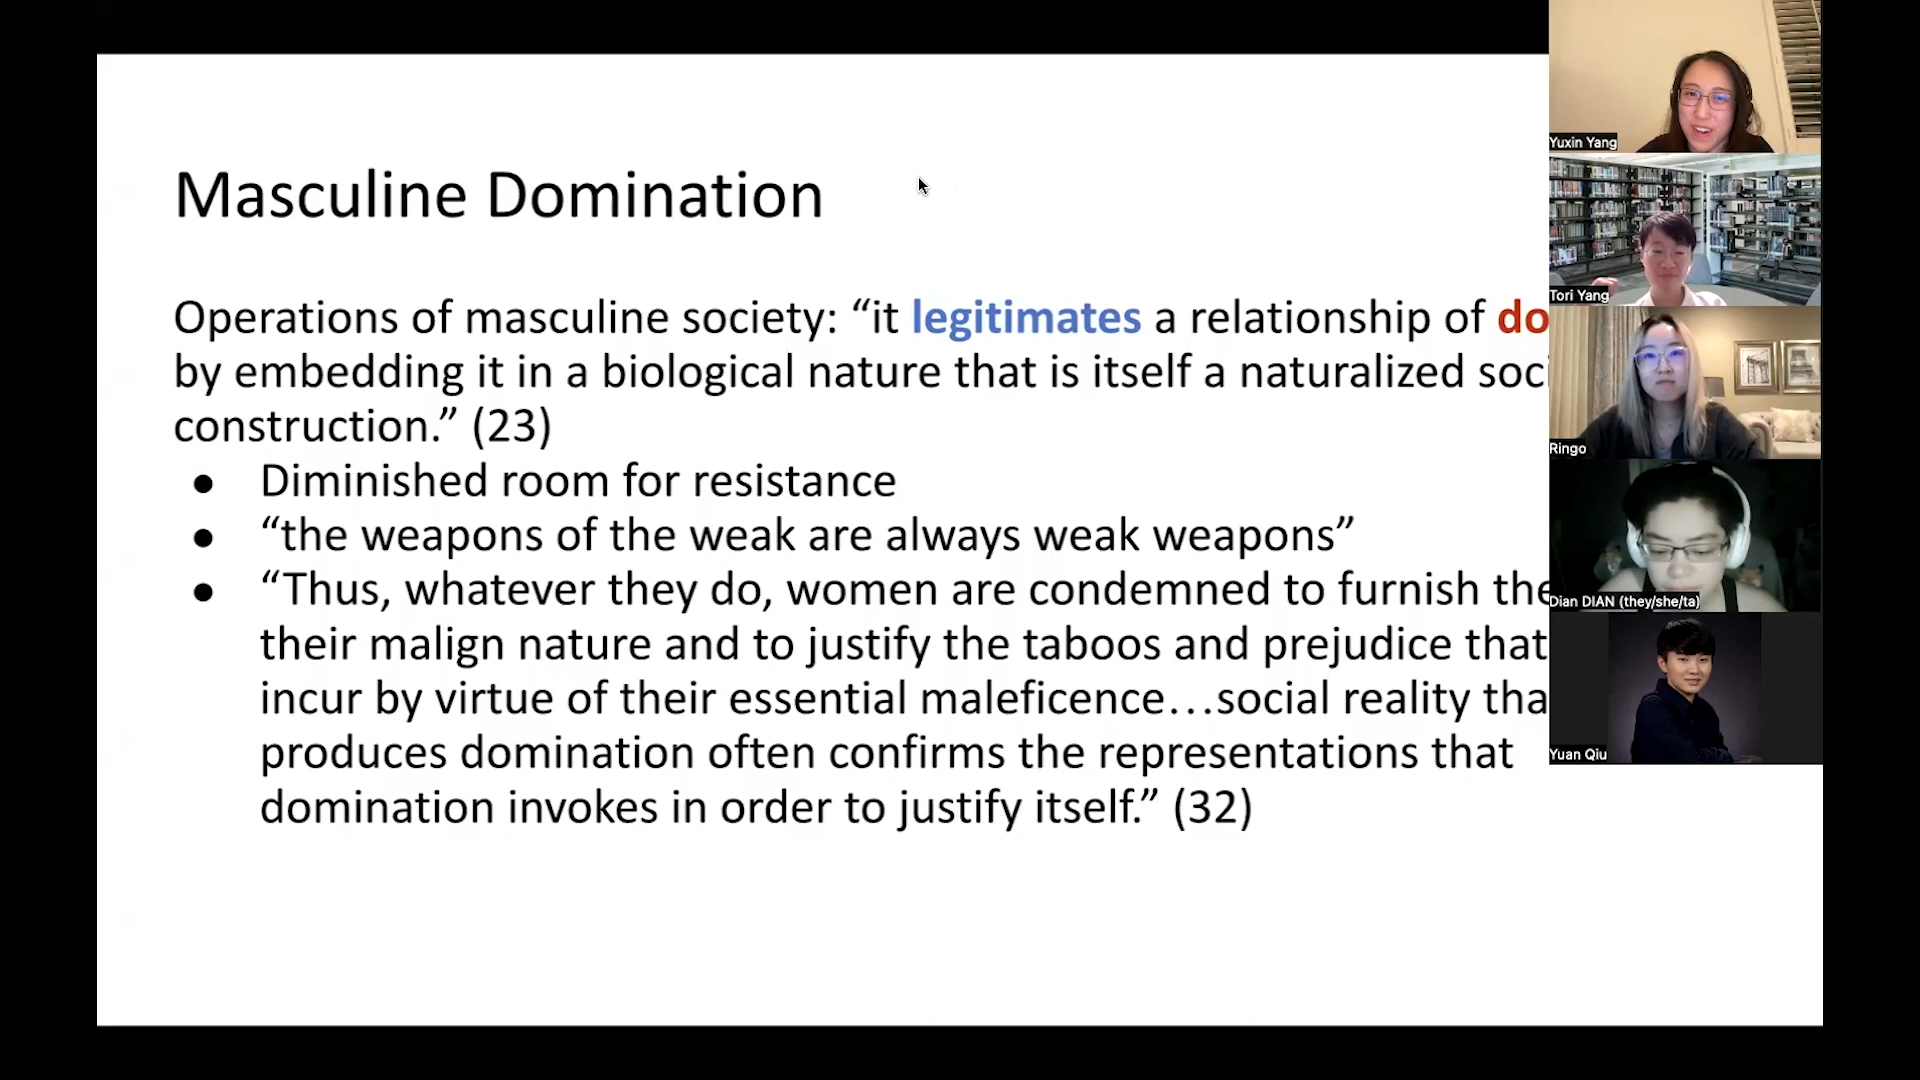 Masculine Domination
Operations of masculine society: “it legitimates a relationship of
by embedding it in a biological nature that is itself a naturalized
construction.” (23)
● Diminished room for resistance
● “the weapons of the weak are always weak weapons”
● “Thus, whatever they do, women are condemned to furnish
their malign nature and to justify the taboos and prejudice that
incur by virtue of their essential maleficence…social reality
produces domination often confirms the representations that
domination invokes in order to justify itself.” (32)
Yuxin Yang
Tori Yang
Ringo
Dian DIAN (they/she/ta)
Yuan Qiu